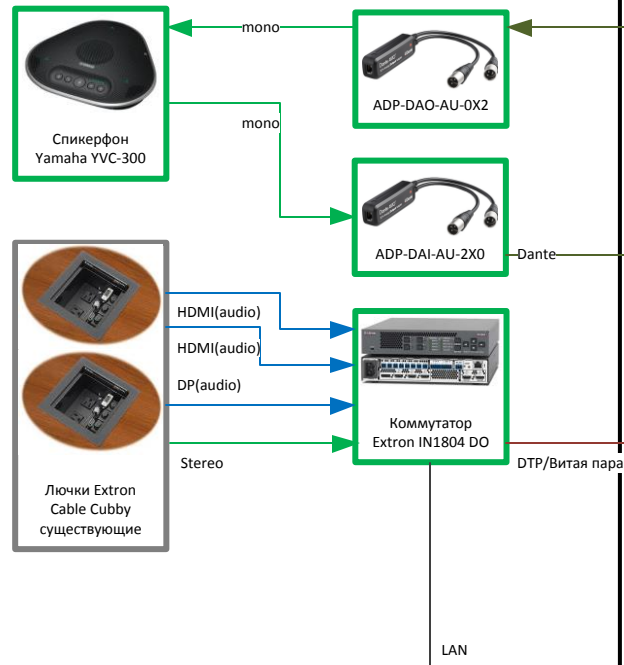 mono
ADP-DAO-AU-0X2
Спикерфон
Yamaha YVC-300
mono
ADP-DAI-AU-2X0
Dante
HDMI(audio)
HDMI(audio)
DP(audio)
Коммутатор
Extron IN1804 DO
Stereo
DTP/Витая пара
Лючки Extron
Cable Cubby
существующие
LAN